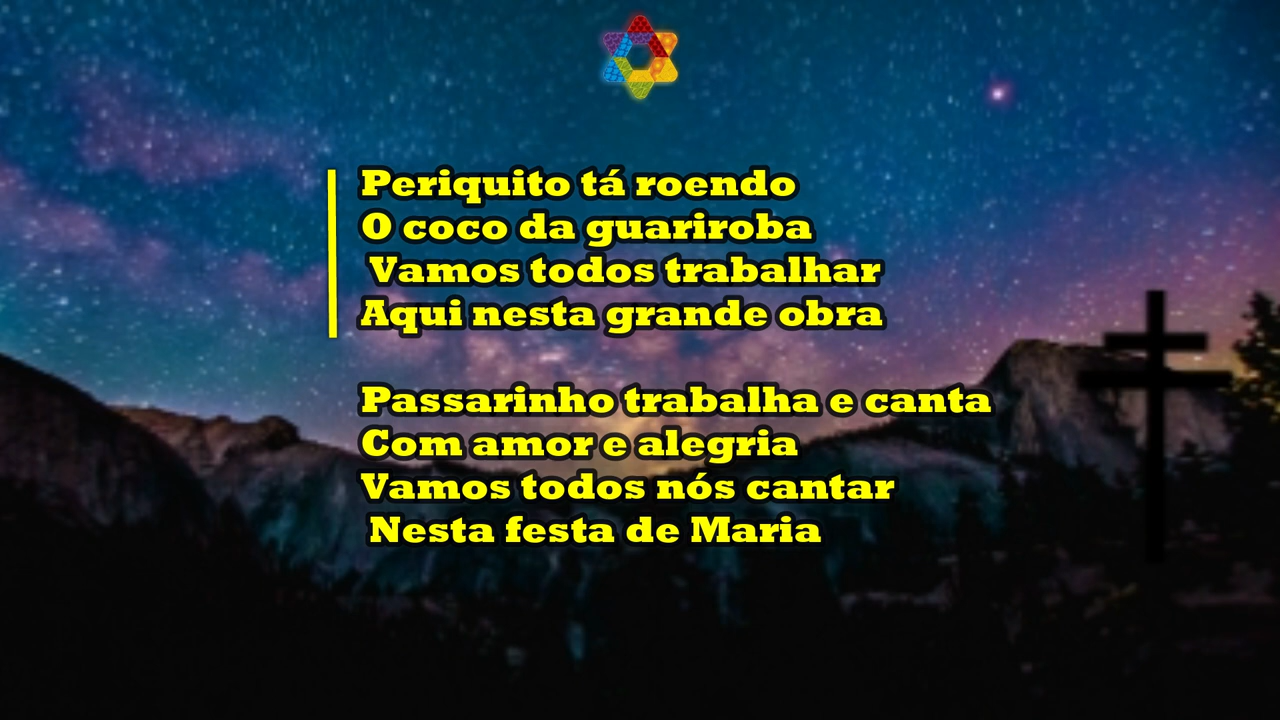 Periquito tá roendo
O coco da guariroba
Vamos todos trabalhar
Aqui nesta grande obra
Passarinho trabalha e canta
Com amor e alegria
Vamos todos nós cantar
Nesta festa de Maria